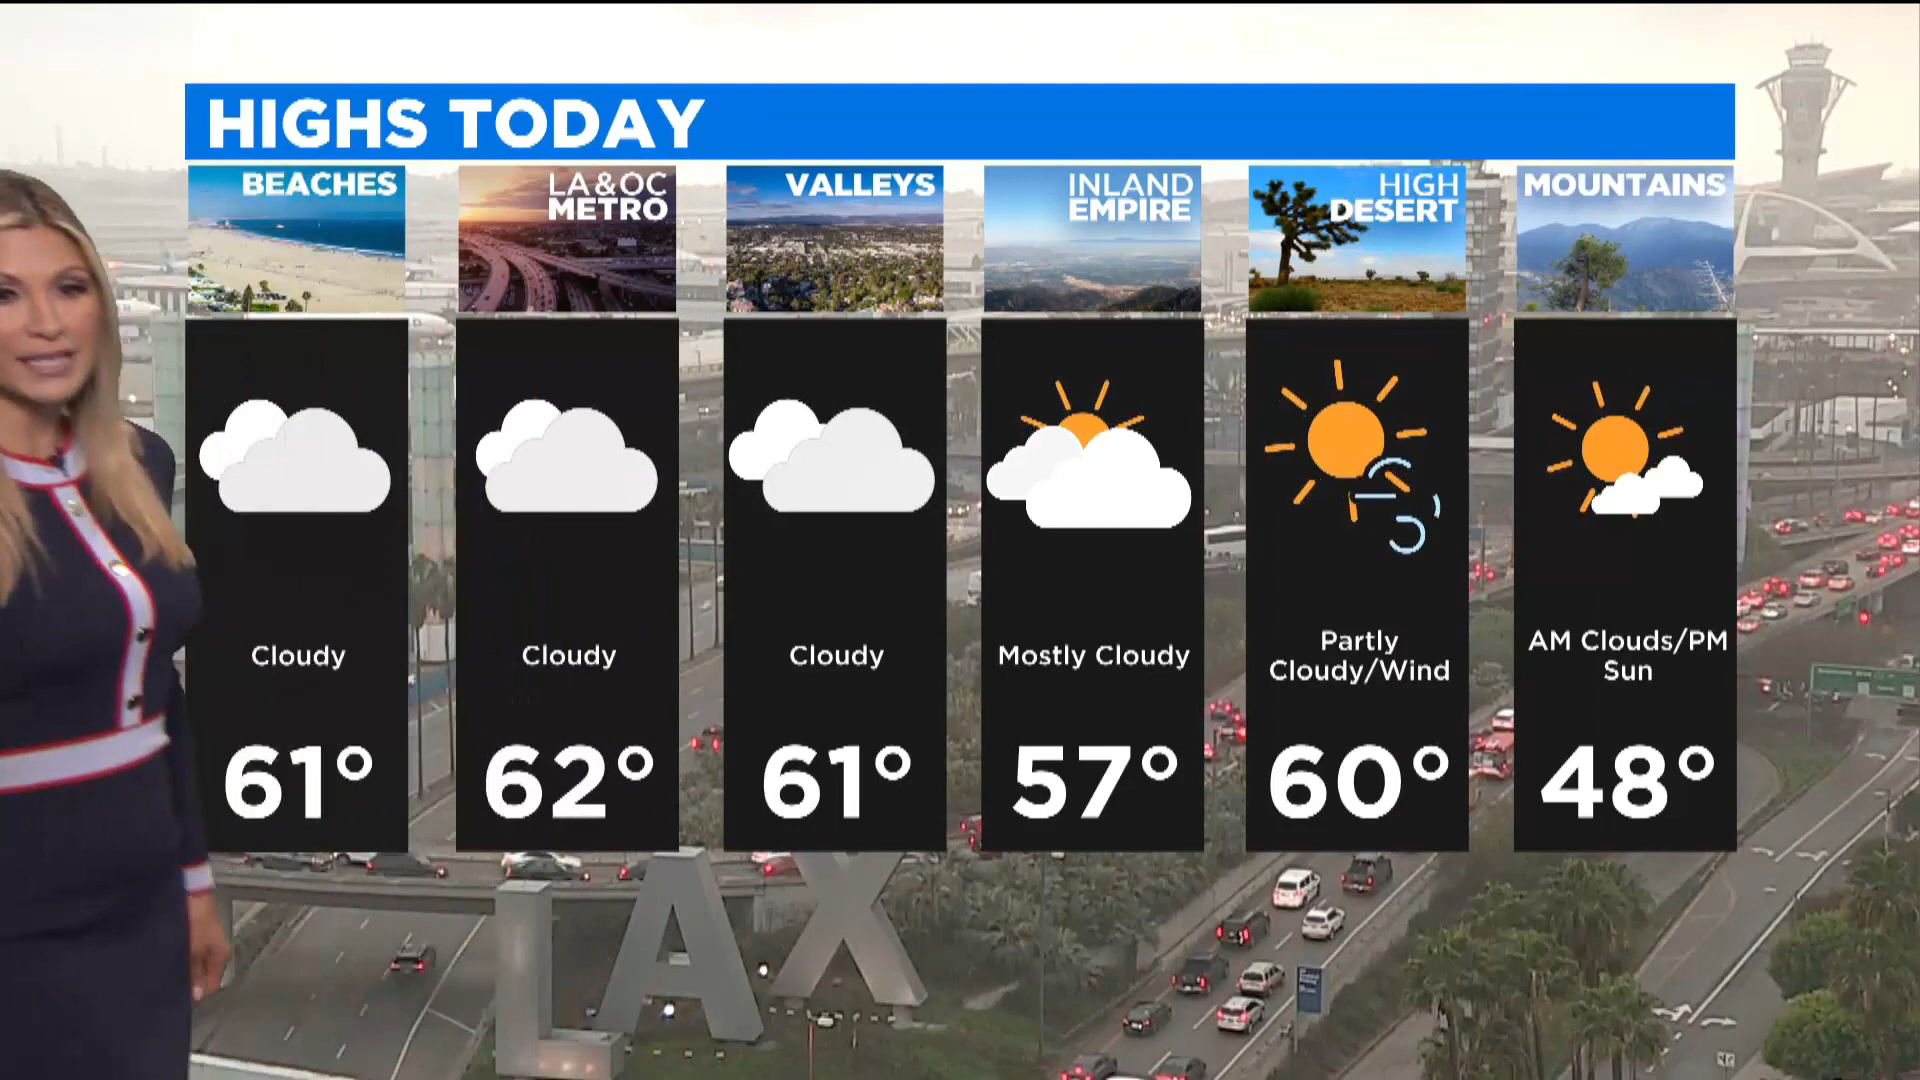 HIGHS TODAY
BEACHES
LA & OC
METRO
VALLEYS
INLAND
EMPIRE
HIGH
DESERT
MOUNTAINS
Cloudy
Cloudy
Cloudy
Mostly Cloudy
Partly
Cloudy/Wind
AM Clouds/PM
Sun
61°
62°
61°
57°
60°
48°
LAX